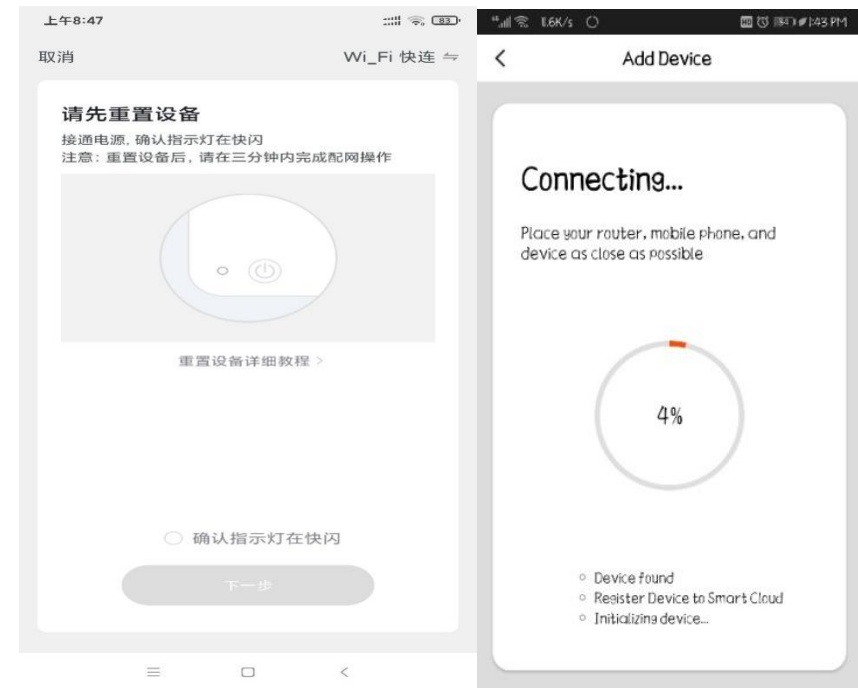 上午8:47
83
取消
Wi_Fi 快连
请先重置设备
接通电源, 确认指示灯在快闪
注意: 重置设备后, 请在三分钟内完成配网操作
重置设备详细教程 >
确认指示灯在快闪
下一步
1:43 PM
Add Device
Connecting...
Place your router, mobile phone, and
device as close as possible
4%
Device found
Register Device to Smart Cloud
Initializing device...